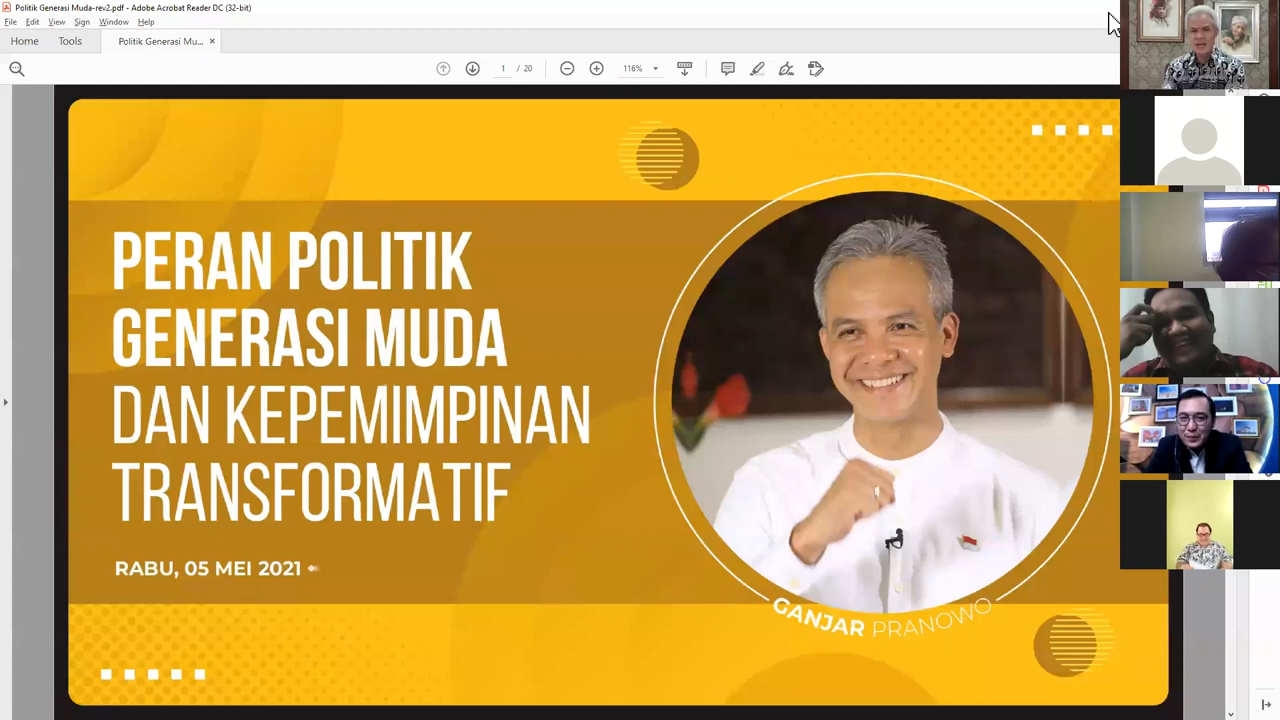 Politik Generasi Muda-rev2.pdf - Adobe Acrobat Reader DC (32-bit)
File Edit View Sign Window Help
Home Tools Politik Generasi Mu... ×
1 / 20 116%
PERAN POLITIK
GENERASI MUDA
DAN KEPEMIMPINAN
TRANSFORMATIF
RABU, 05 MEI 2021
GANJAR PRANOWO